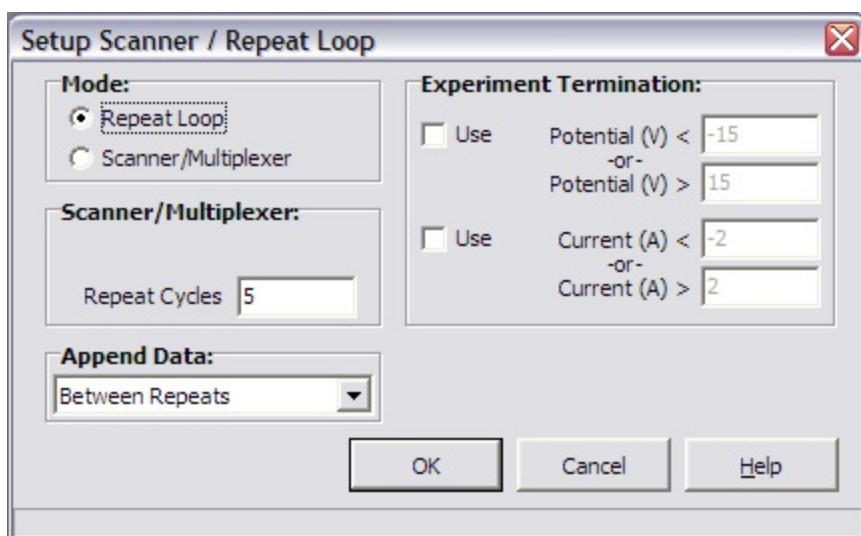 Setup Scanner / Repeat Loop
Mode:
Repeat Loop
Scanner/Multiplexer
Scanner/Multiplexer:
Repeat Cycles 5
Append Data:
Between Repeats
Experiment Termination:
Use Potential (V) < -15
-or-
Potential (V) > 15
Use Current (A) < -2
-or-
Current (A) > 2
OK Cancel Help